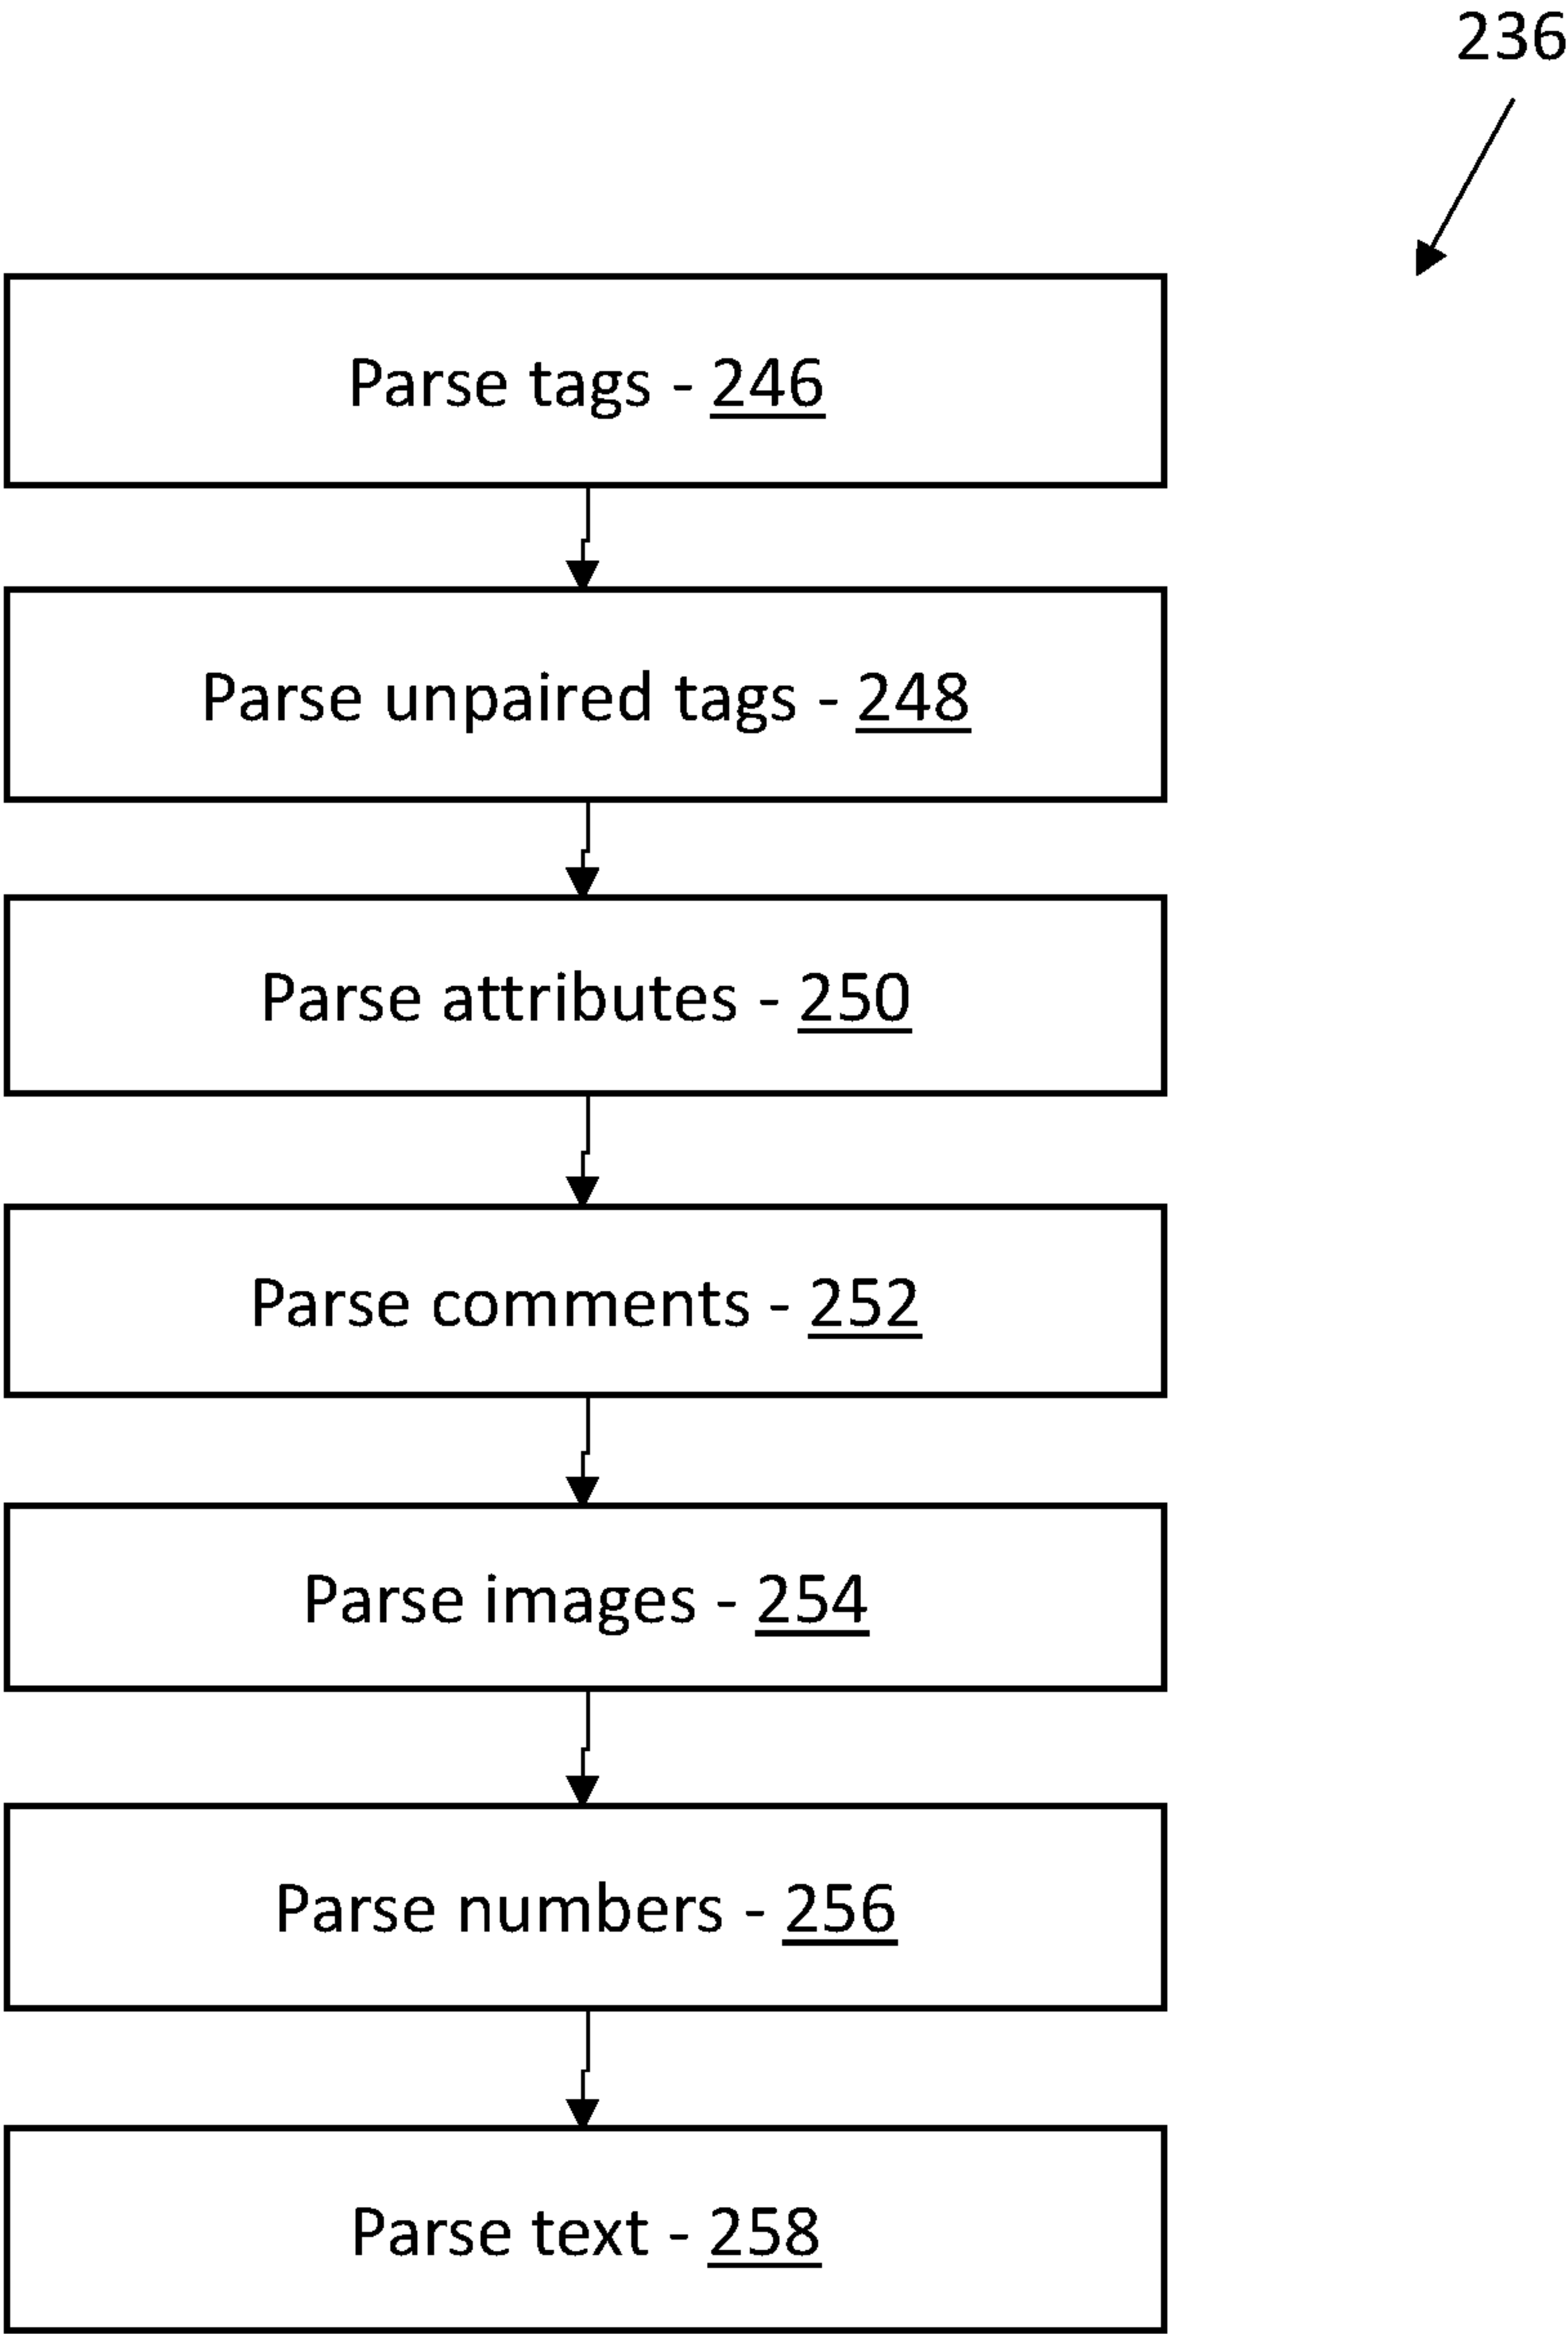 236
Parse tags - 246
Parse unpaired tags - 248
Parse attributes - 250
Parse comments - 252
Parse images - 254
Parse numbers - 256
Parse text - 258